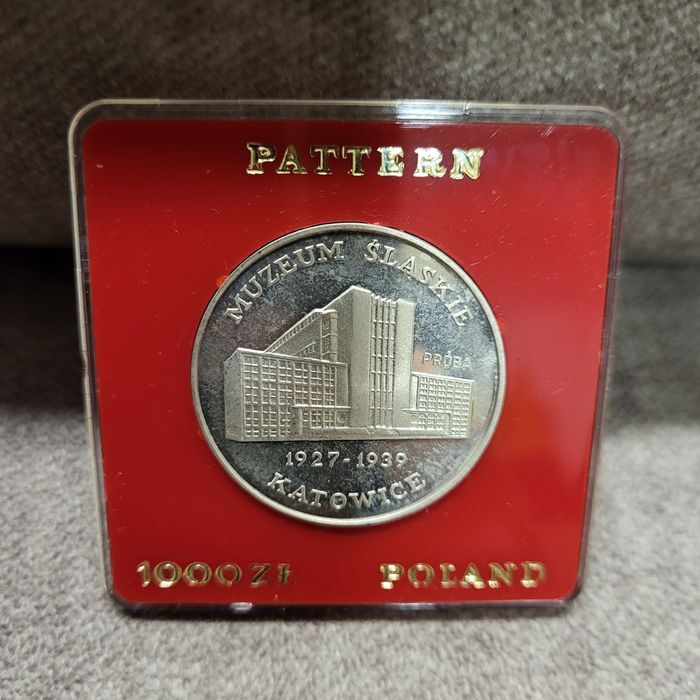 PATTERN
MUZEUM ŚLĄSKIE
PRÓBA
1927-1939
KATOWICE
1000 ZŁ POLAND